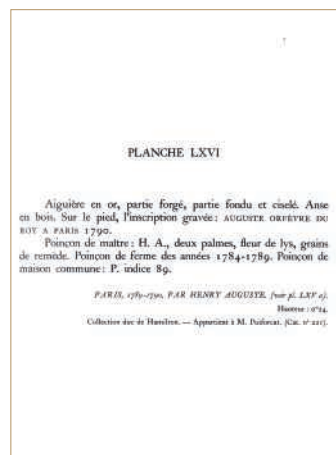 PLANCHE LXVI
Aiguière en or, partie forgé, partie fondu et ciselé. Anse
en bois. Sur le pied, l'inscription gravée : AUGUSTE ORFÈVRE DU
ROY A PARIS 1790.
Poinçon de maître : H. A., deux palmes, fleur de lys, grains
de remède. Poinçon de ferme des années 1784-1789. Poinçon de
maison commune : P. indice 89.
PARIS, 1789-1790, PAR HENRY AUGUSTE. (voir pl. LXV a).
Hauteur : 0m24.
Collection duc de Hamilton. — Appartient à M. Puiforcat. (Cat. nº 221).